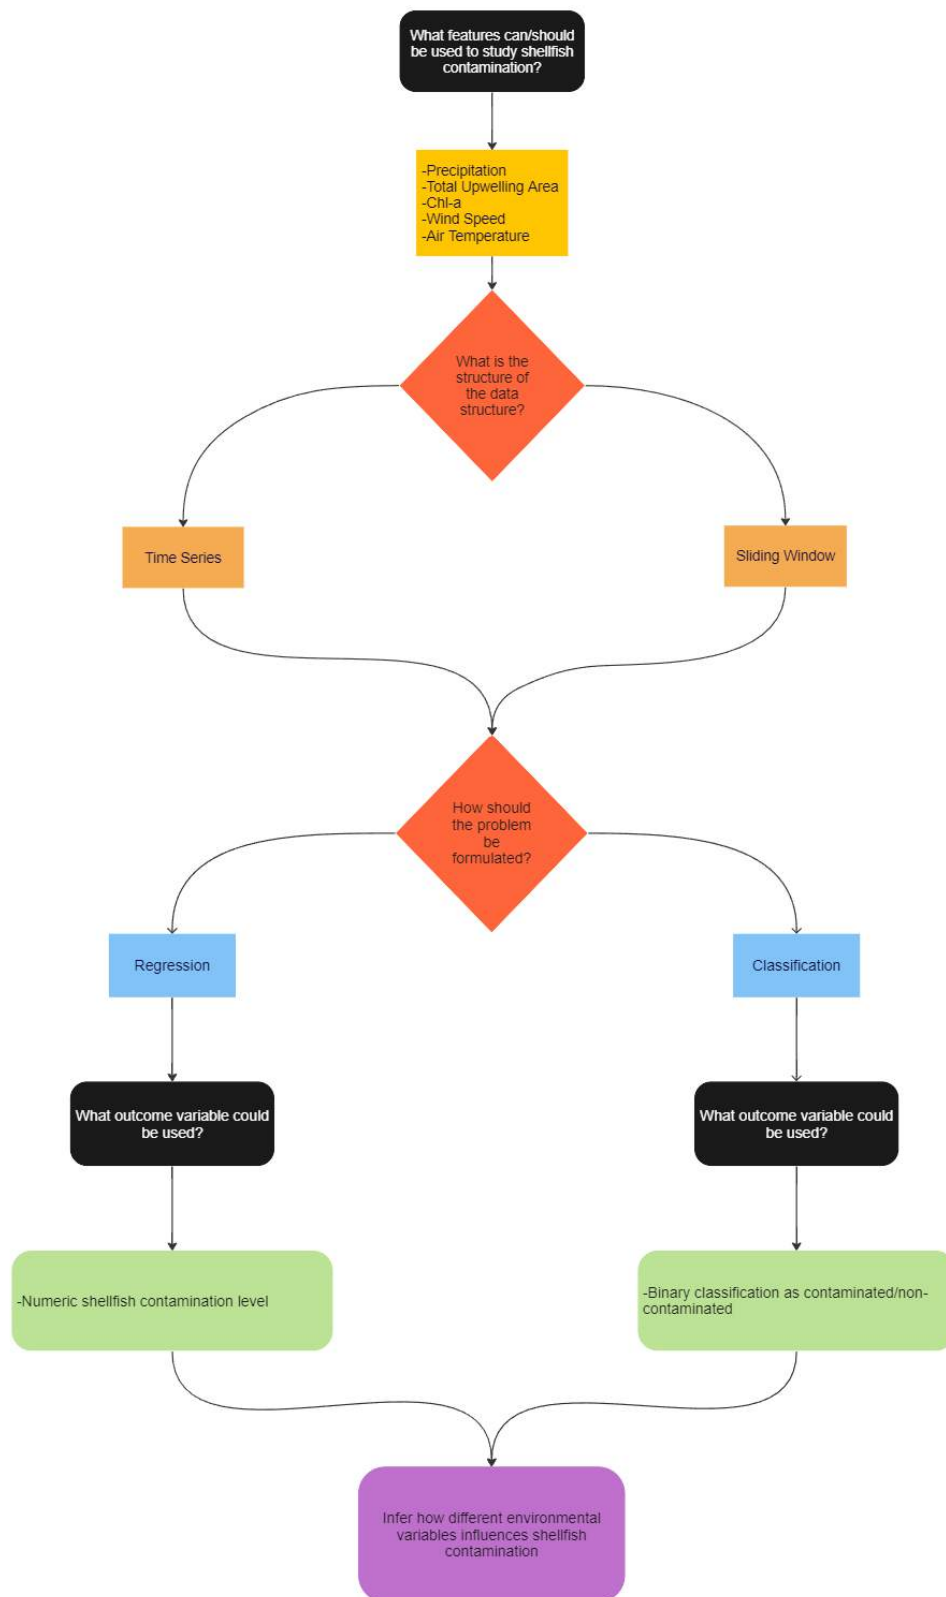 What features can/should
be used to study shellfish
contamination?
-Precipitation
-Total Upwelling Area
-Chl-a
-Wind Speed
-Air Temperature
What is the
structure of
the data
structure?
Time Series
Sliding Window
How should
the problem
be
formulated?
Regression
Classification
What outcome variable could
be used?
What outcome variable could
be used?
-Numeric shellfish contamination level
-Binary classification as contaminated/non-
contaminated
Infer how different environmental
variables influences shellfish
contamination